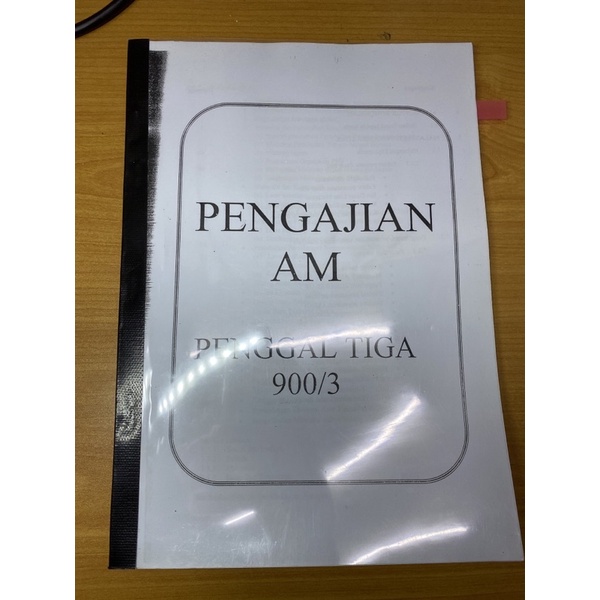 PENGAJIAN
AM
PENGGAL TIGA
900/3